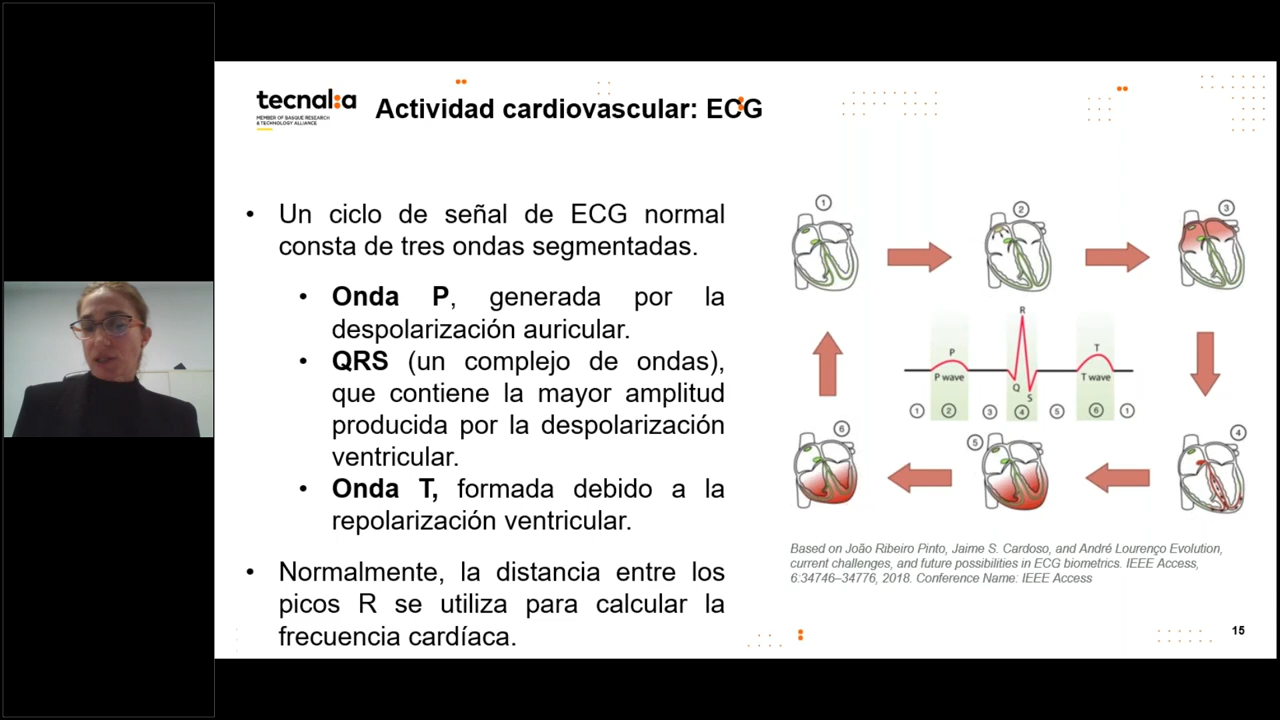 tecnal:a
MEMBER OF BASQUE RESEARCH
& TECHNOLOGY ALLIANCE
Actividad cardiovascular: ECG
• Un ciclo de señal de ECG normal
consta de tres ondas segmentadas.
• Onda P, generada por la
despolarización auricular.
• QRS (un complejo de ondas),
que contiene la mayor amplitud
producida por la despolarización
ventricular.
• Onda T, formada debido a la
repolarización ventricular.
• Normalmente, la distancia entre los
picos R se utiliza para calcular la
frecuencia cardíaca.
1
2
3
R
P
T
P wave
Q
T wave
S
1 2 3 4 5 6 1
6
5
4
Based on João Ribeiro Pinto, Jaime S. Cardoso, and André Lourenço Evolution,
current challenges, and future possibilities in ECG biometrics. IEEE Access,
6:34746–34776, 2018. Conference Name: IEEE Access
15